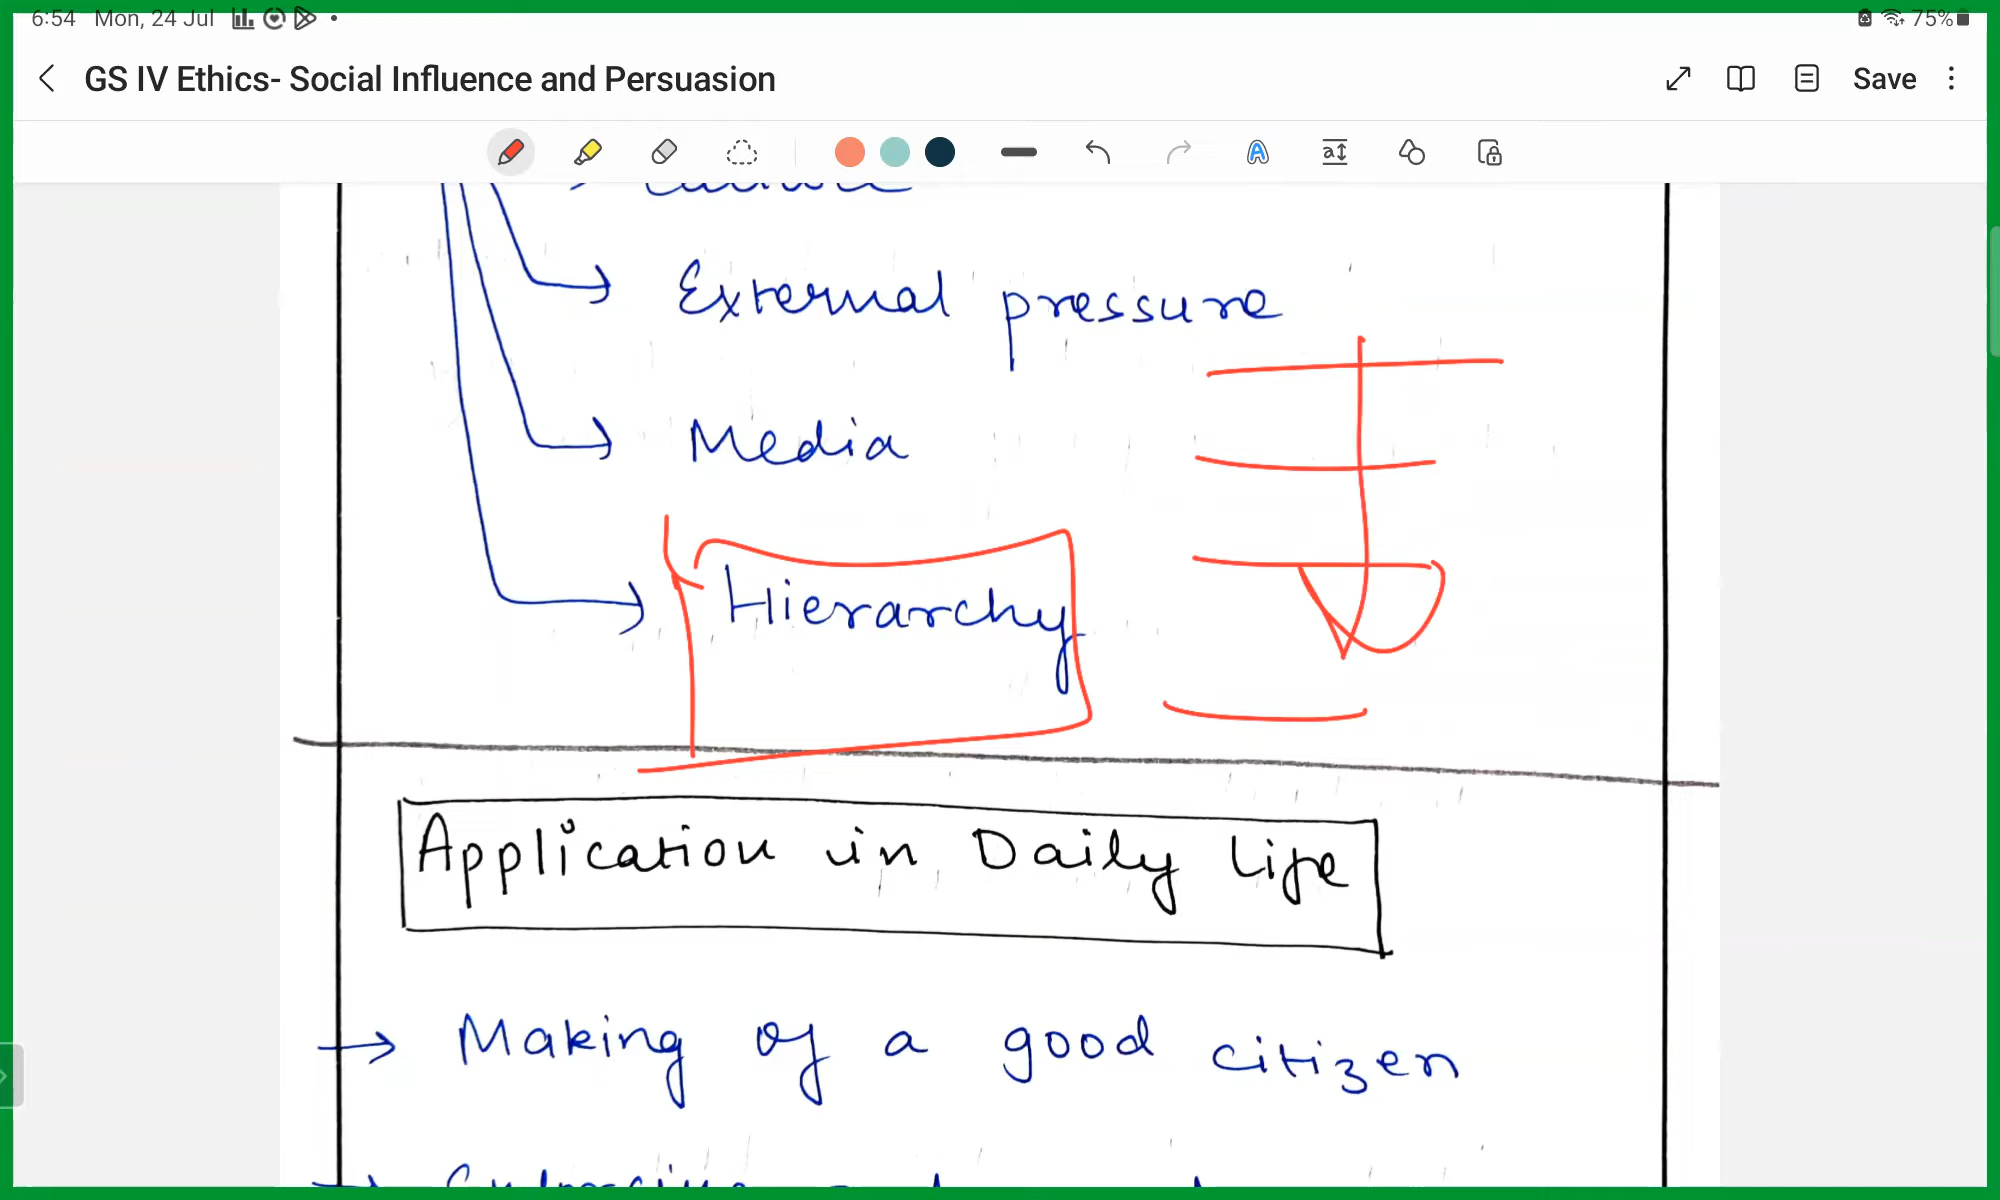 6:54 Mon, 24 Jul 75%
GS IV Ethics- Social Influence and Persuasion Save
External pressure
Media
Hierarchy
Application in Daily Life
→ Making of a good citizen